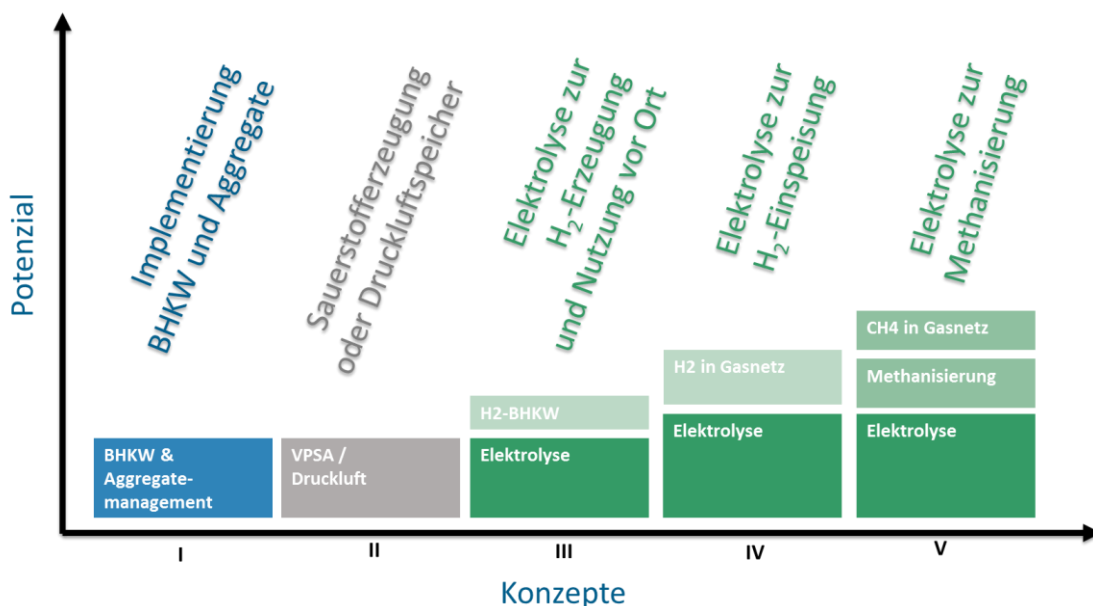 Potenzial
Implementierung
BHKW und Aggregate
Sauerstofferzeugung
oder Druckluftspeicher
Elektrolyse zur
H₂-Erzeugung
und Nutzung vor Ort
Elektrolyse zur
H₂-Einspeisung
Elektrolyse zur
Methanisierung
BHKW &
Aggregate-
management
VPSA /
Druckluft
H2-BHKW
Elektrolyse
H2 in Gasnetz
Elektrolyse
CH4 in Gasnetz
Methanisierung
Elektrolyse
I
II
III
IV
V
Konzepte